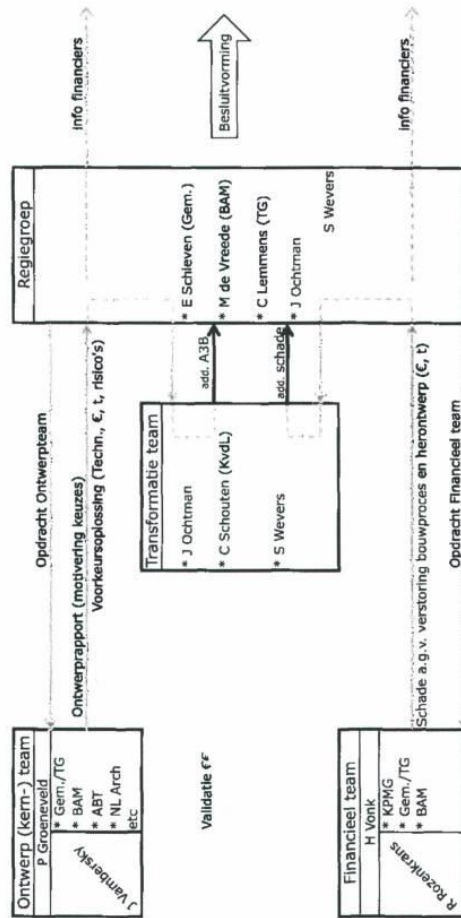 Opdracht Ontwerpteam
Ontwerp (kern-) team
P Groeneveld
J Vambersky
* Gem./TG
* BAM
* ABT
* NL Arch
etc
Ontwerprapport (motivering keuzes)
Voorkeursoplossing (Techn., €, t, risico's)
info financiers
Regiegroep
* E Schieven (Gem.)
* M de Vreede (BAM)
* C Lemmens (TG)
* J Ochtman
S Wevers
Besluitvorming
Transformatie team
* J Ochtman
* C Schouten (KvdL)
* S Wevers
add. A3B
add. schade
Validatie €€
Financieel team
H Vonk
A Rozenkrans
* KPMG
* Gem./TG
* BAM
Schade a.g.v. verstoring bouwproces en herontwerp (€, t)
info financiers
Opdracht Financieel team